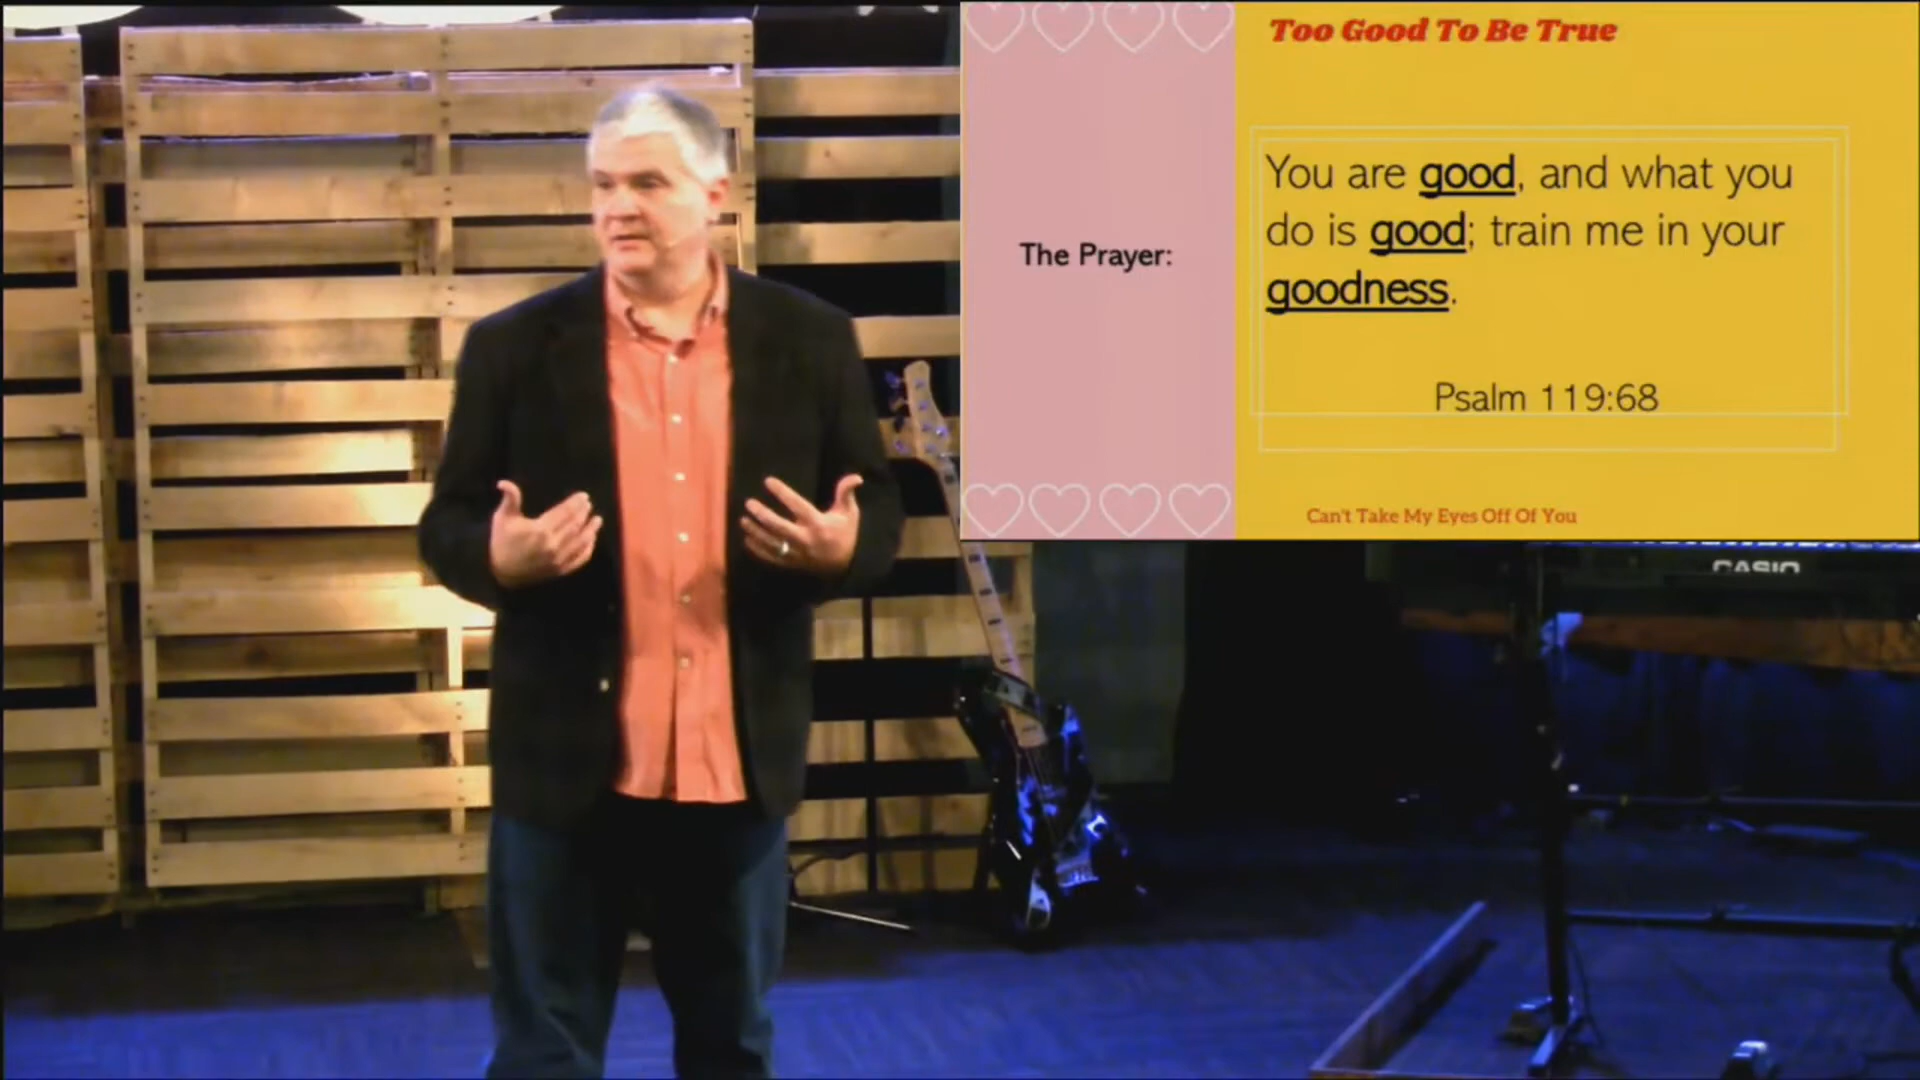 Too Good To Be True
The Prayer:
You are good, and what you
do is good; train me in your
goodness.
Psalm 119:68
Can't Take My Eyes Off Of You
CASIO